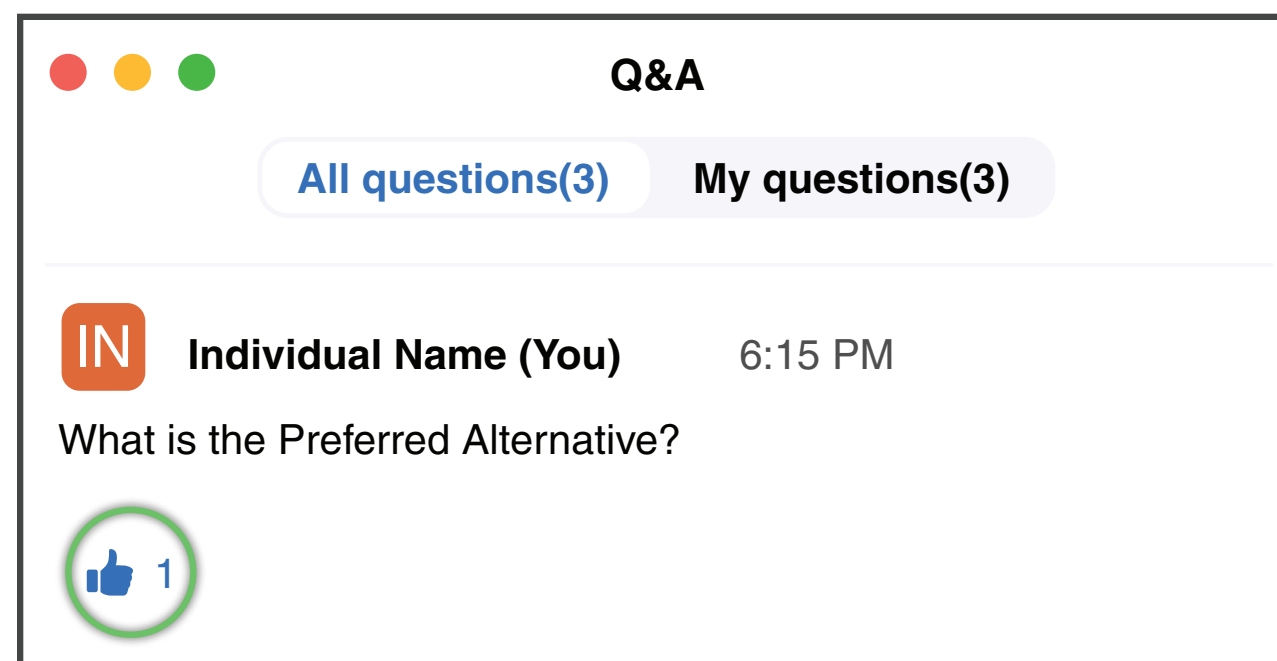 Q&A
All questions(3) My questions(3)
IN Individual Name (You) 6:15 PM
What is the Preferred Alternative?
1